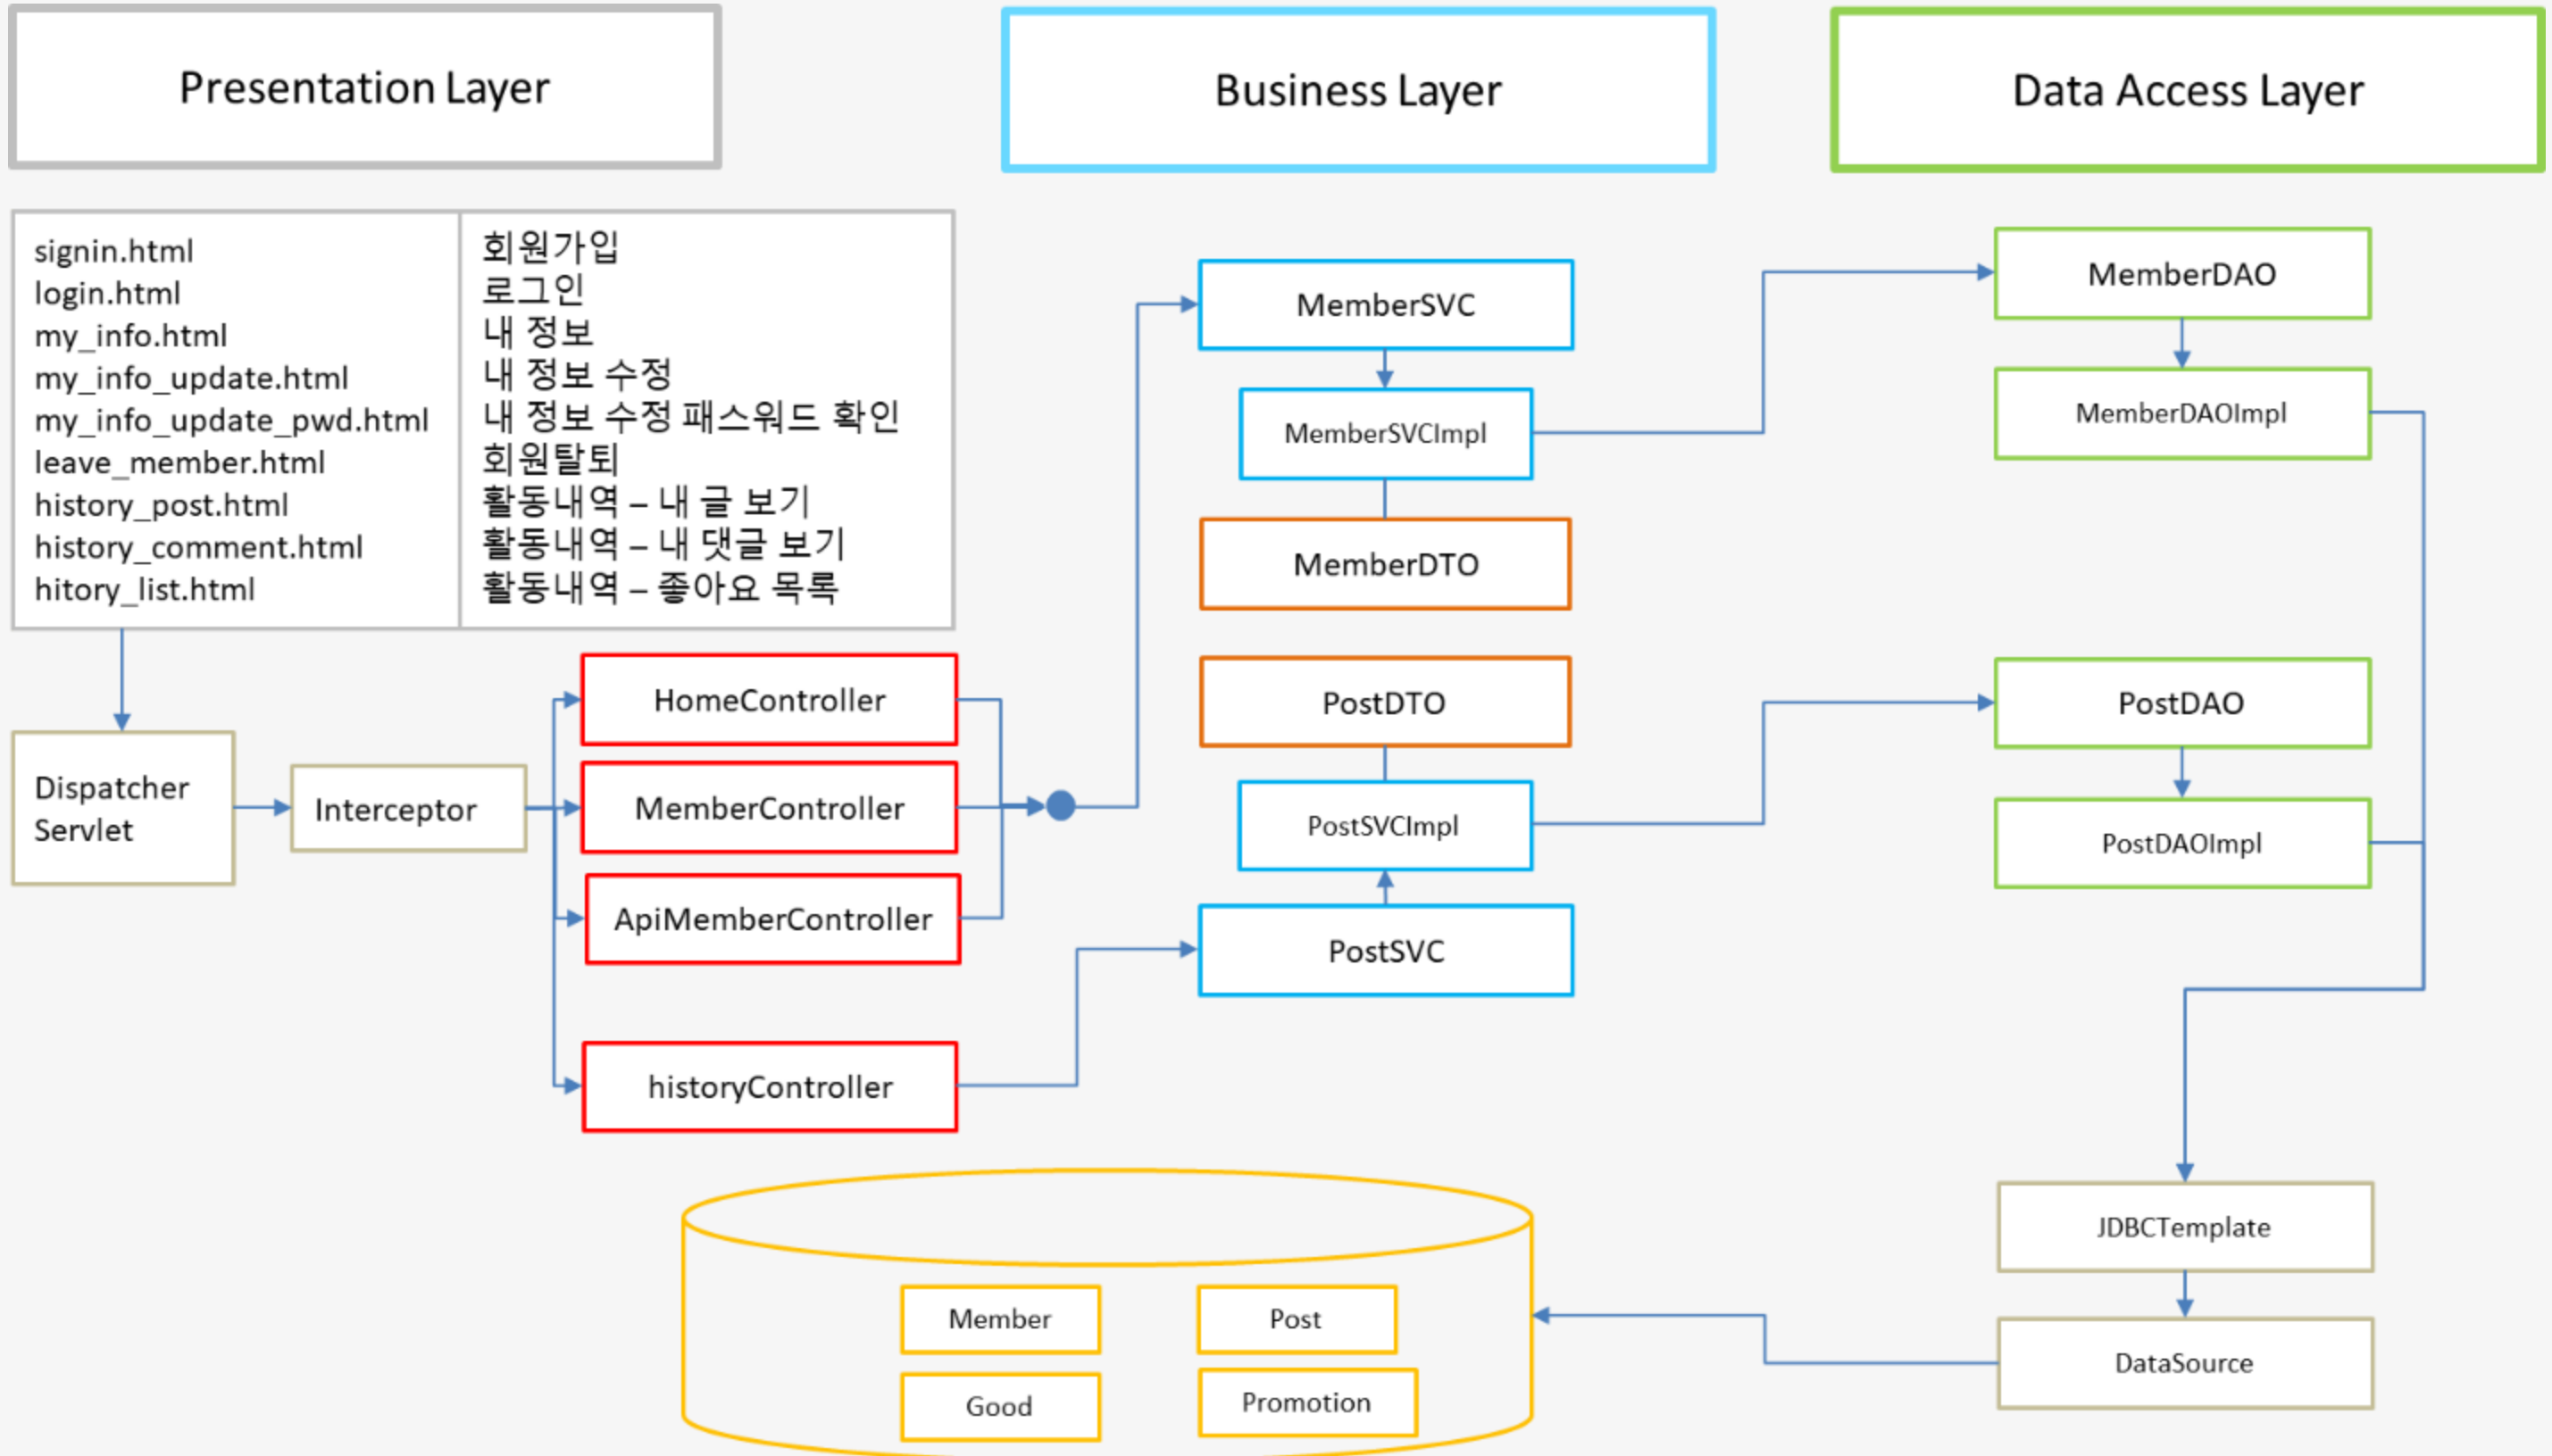 Presentation Layer
Business Layer
Data Access Layer
signin.html
login.html
my_info.html
my_info_update.html
my_info_update_pwd.html
leave_member.html
history_post.html
history_comment.html
hitory_list.html
회원가입
로그인
내 정보
내 정보 수정
내 정보 수정 패스워드 확인
회원탈퇴
활동내역 – 내 글 보기
활동내역 – 내 댓글 보기
활동내역 – 좋아요 목록
Dispatcher
Servlet
Interceptor
HomeController
MemberController
ApiMemberController
historyController
MemberSVC
MemberSVCImpl
MemberDTO
PostDTO
PostSVCImpl
PostSVC
MemberDAO
MemberDAOImpl
PostDAO
PostDAOImpl
JDBCTemplate
DataSource
Member
Post
Good
Promotion